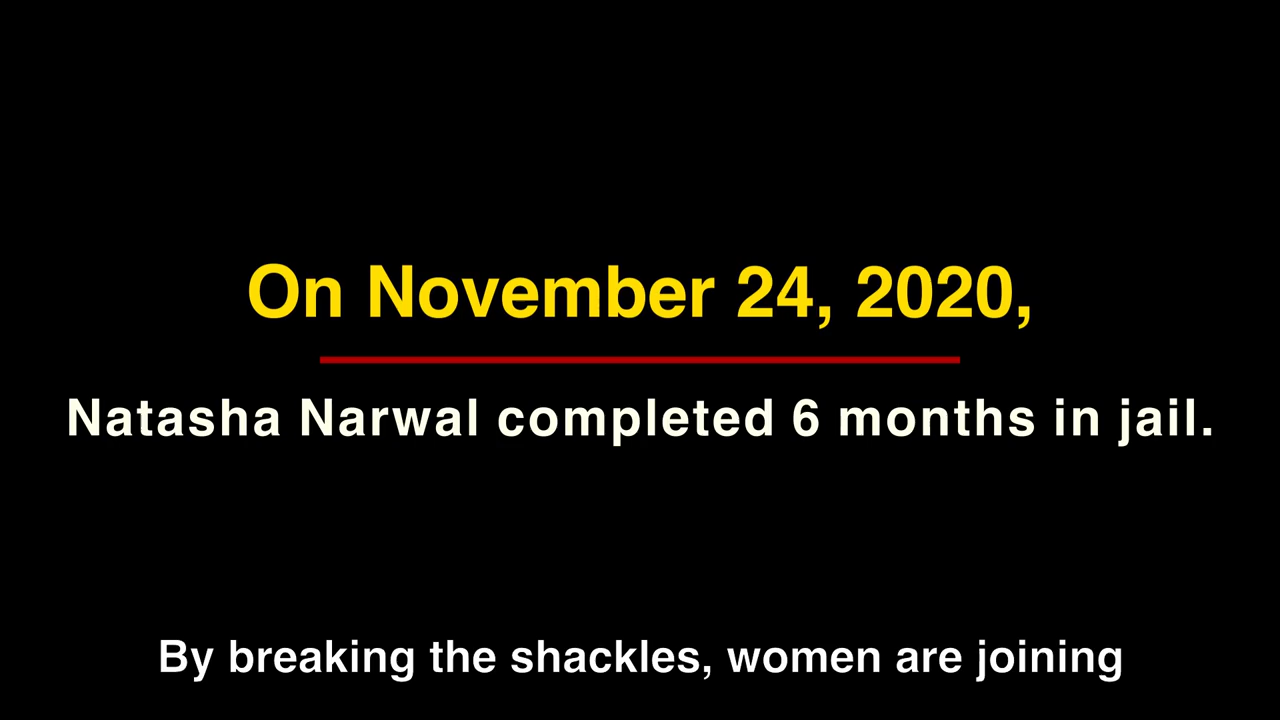 On November 24, 2020,
Natasha Narwal completed 6 months in jail.
By breaking the shackles, women are joining